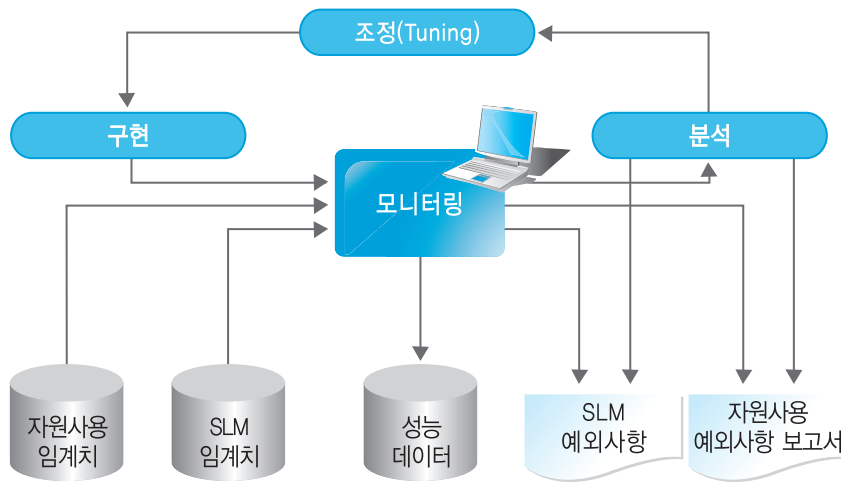 조정(Tuning)
구현
분석
모니터링
자원사용
임계치
SLM
임계치
성능
데이터
SLM
예외사항
자원사용
예외사항 보고서